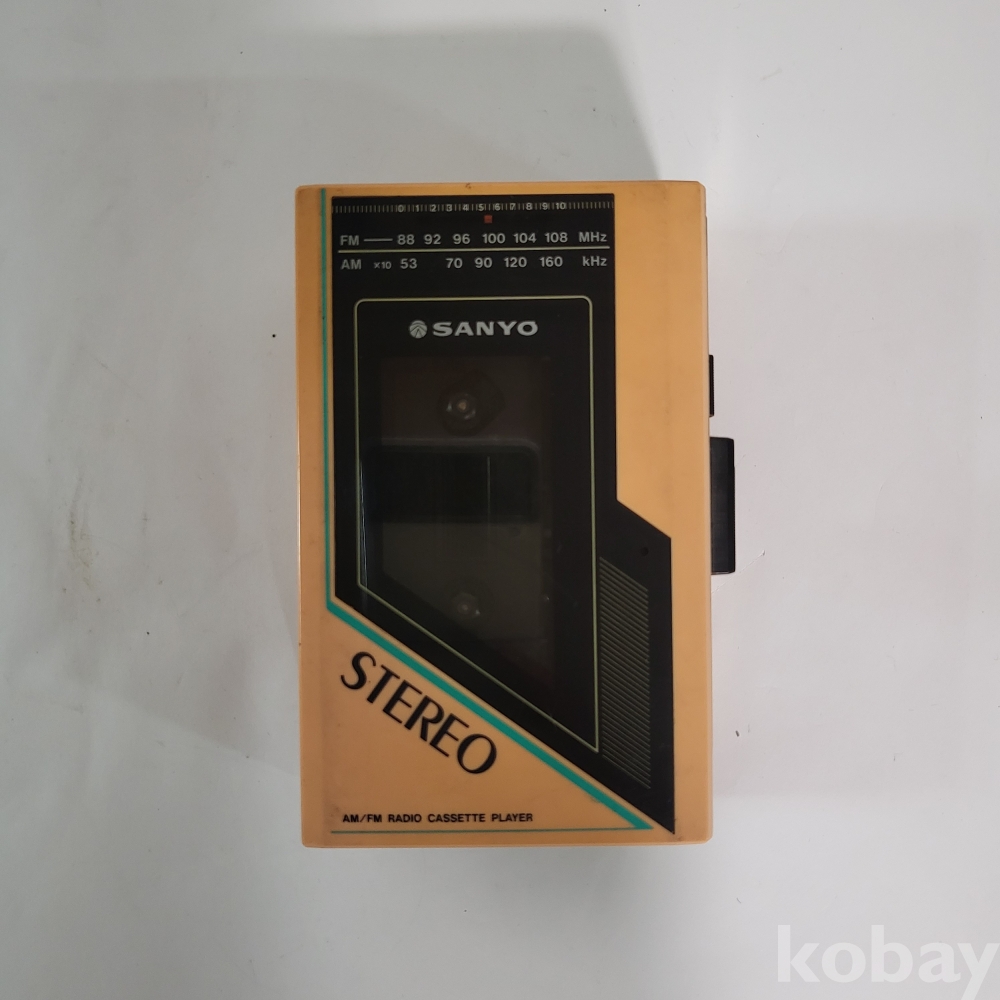 0 1 2 3 4 5 6 7 8 9 10
FM 88 92 96 100 104 108 MHz
AM ×10 53 70 90 120 160 kHz
SANYO
STEREO
AM/FM RADIO CASSETTE PLAYER
kobay